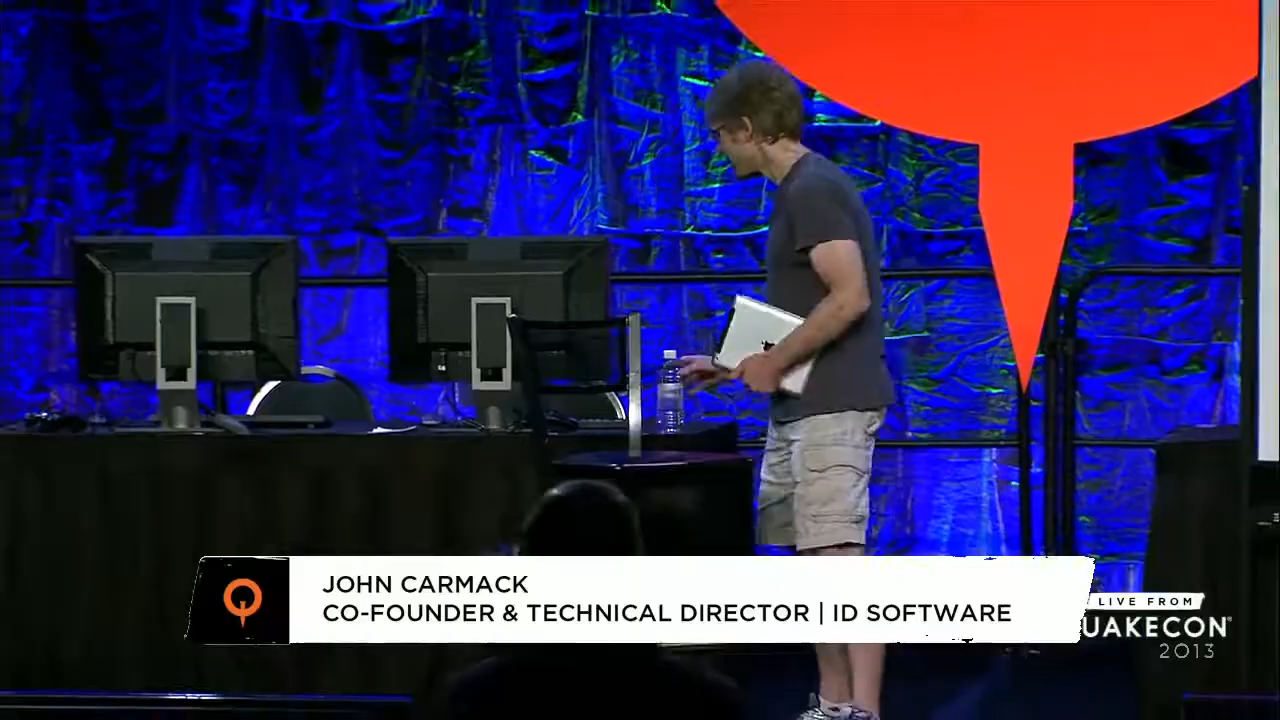 JOHN CARMACK
CO-FOUNDER & TECHNICAL DIRECTOR | ID SOFTWARE
LIVE FROM
UAKECON
2013